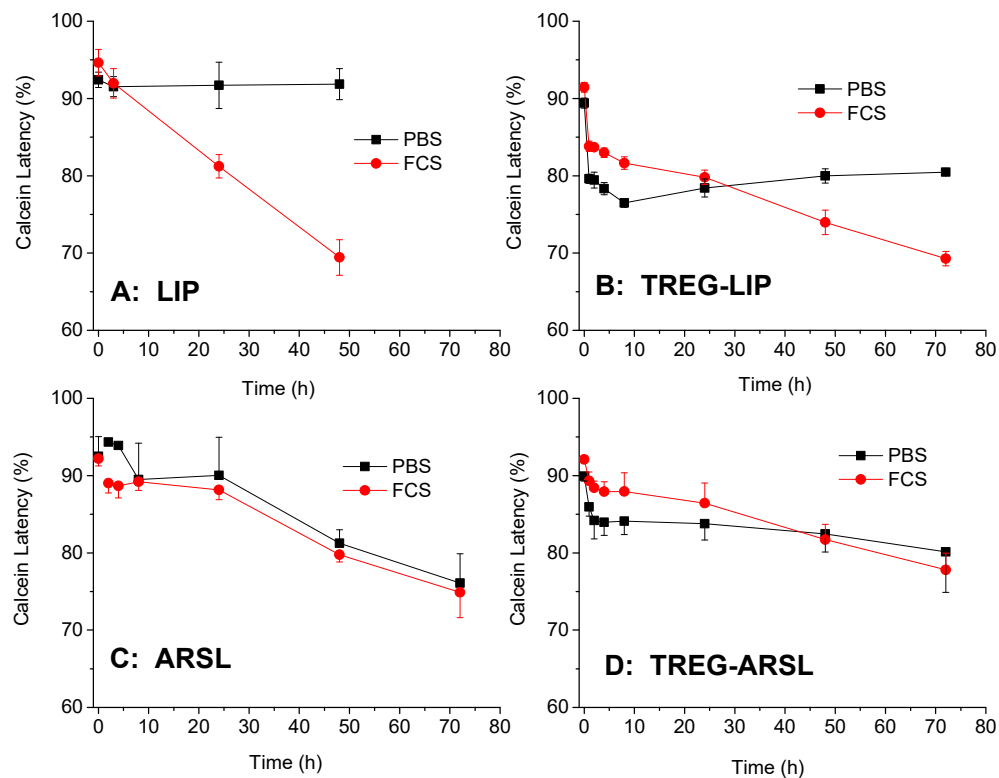 100
90
80
70
60
Calcein Latency (%)
PBS
FCS
A: LIP
0 10 20 30 40 50 60 70 80
Time (h)
100
90
80
70
60
Calcein Latency (%)
PBS
FCS
B: TREG-LIP
0 10 20 30 40 50 60 70 80
Time (h)
100
90
80
70
60
Calcein Latency (%)
PBS
FCS
C: ARSL
0 10 20 30 40 50 60 70 80
Time (h)
100
90
80
70
60
Calcein Latency (%)
PBS
FCS
D: TREG-ARSL
0 10 20 30 40 50 60 70 80
Time (h)